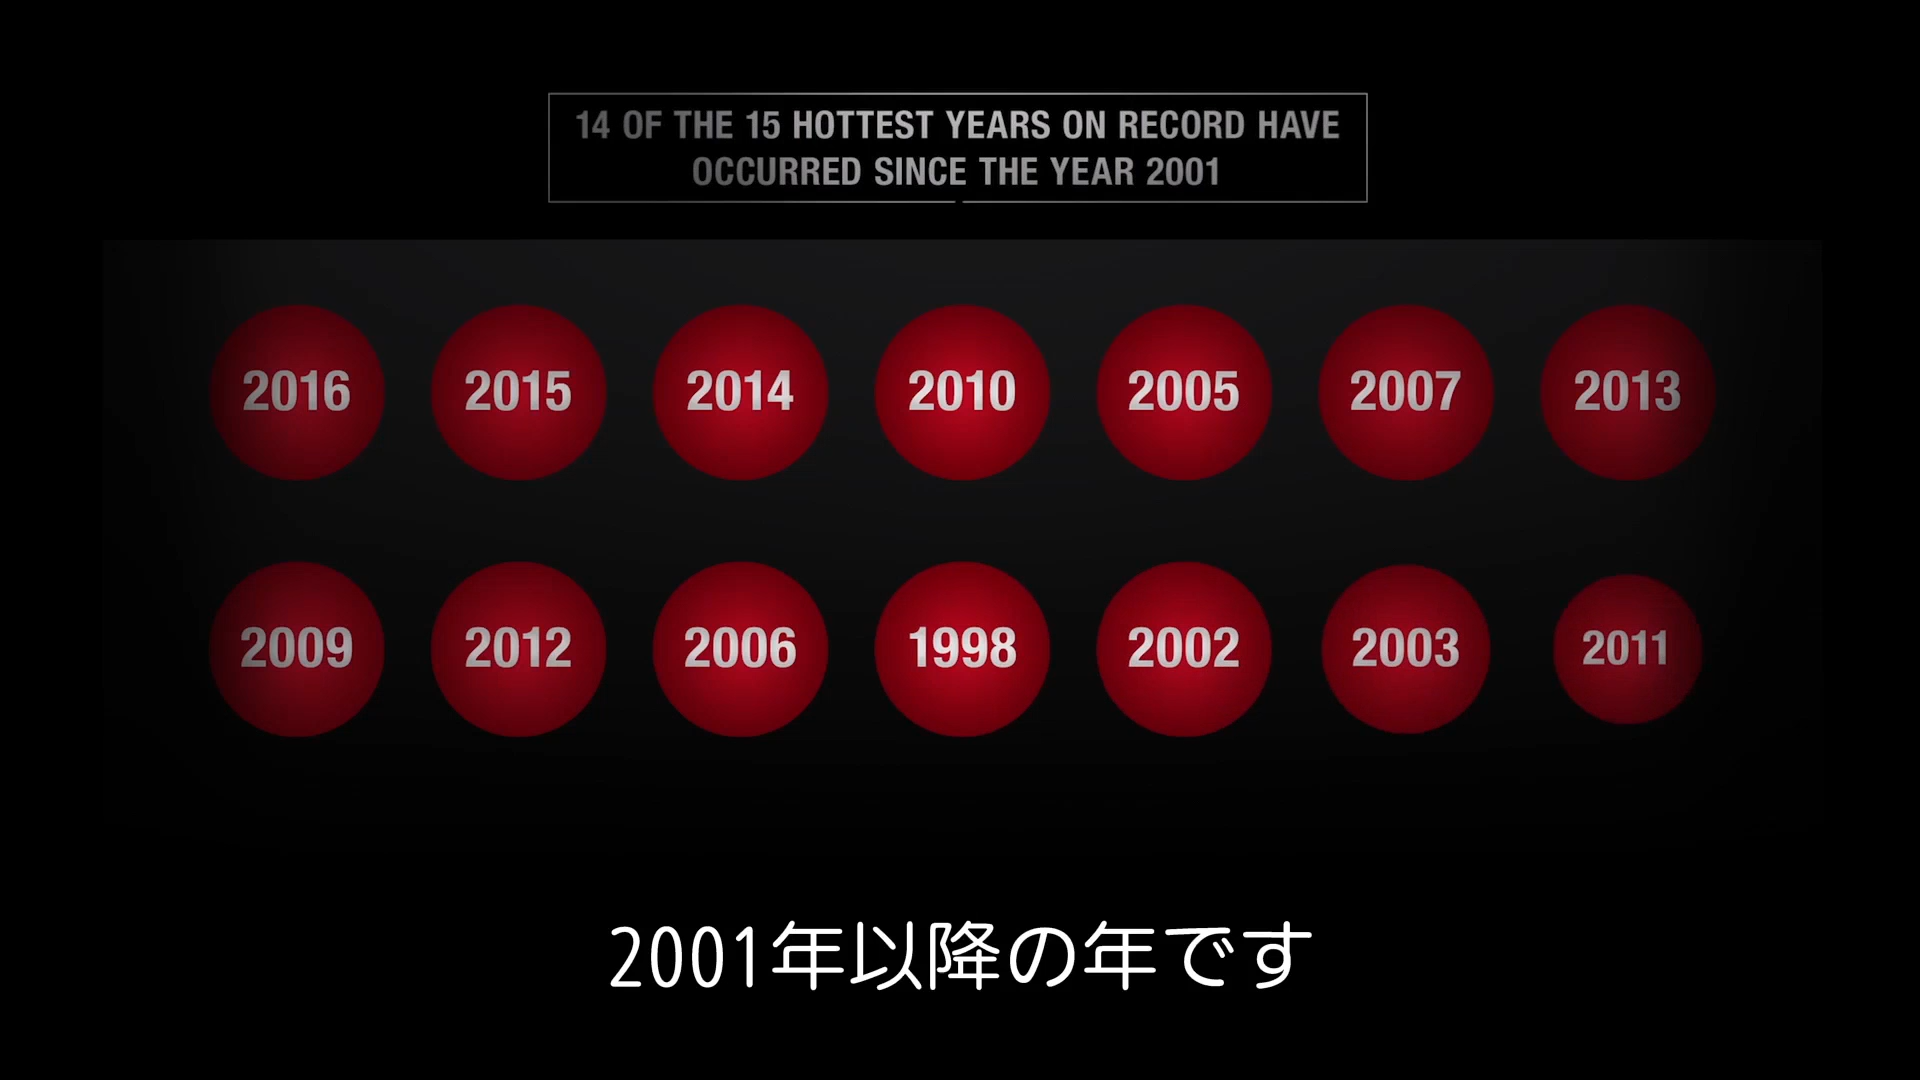 14 OF THE 15 HOTTEST YEARS ON RECORD HAVE
OCCURRED SINCE THE YEAR 2001
2016 2015 2014 2010 2005 2007 2013
2009 2012 2006 1998 2002 2003 2011
2001年以降の年です